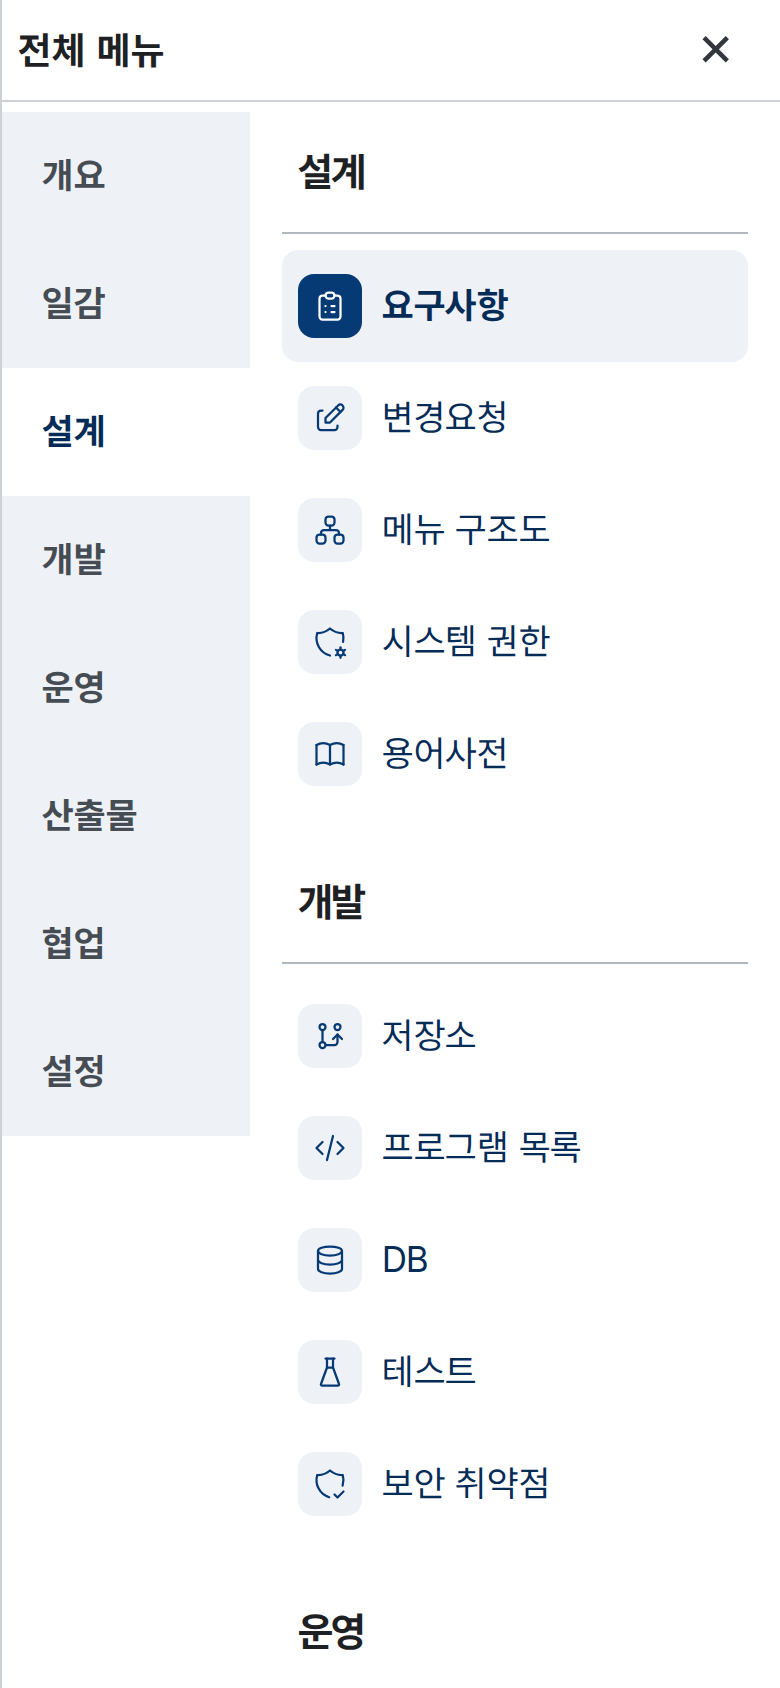 전체 메뉴
개요
일감
설계
개발
운영
산출물
협업
설정
설계
요구사항
변경요청
메뉴 구조도
시스템 권한
용어사전
개발
저장소
프로그램 목록
DB
테스트
보안 취약점
운영